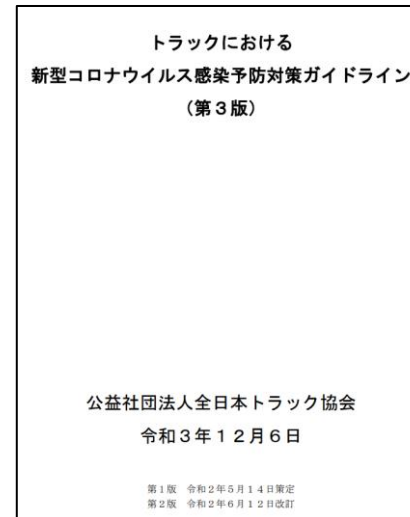 トラックにおける
新型コロナウイルス感染予防対策ガイドライン
（第３版）
公益社団法人全日本トラック協会
令和３年１２月６日
第１版 令和２年５月１４日策定
第２版 令和２年６月１２日改訂